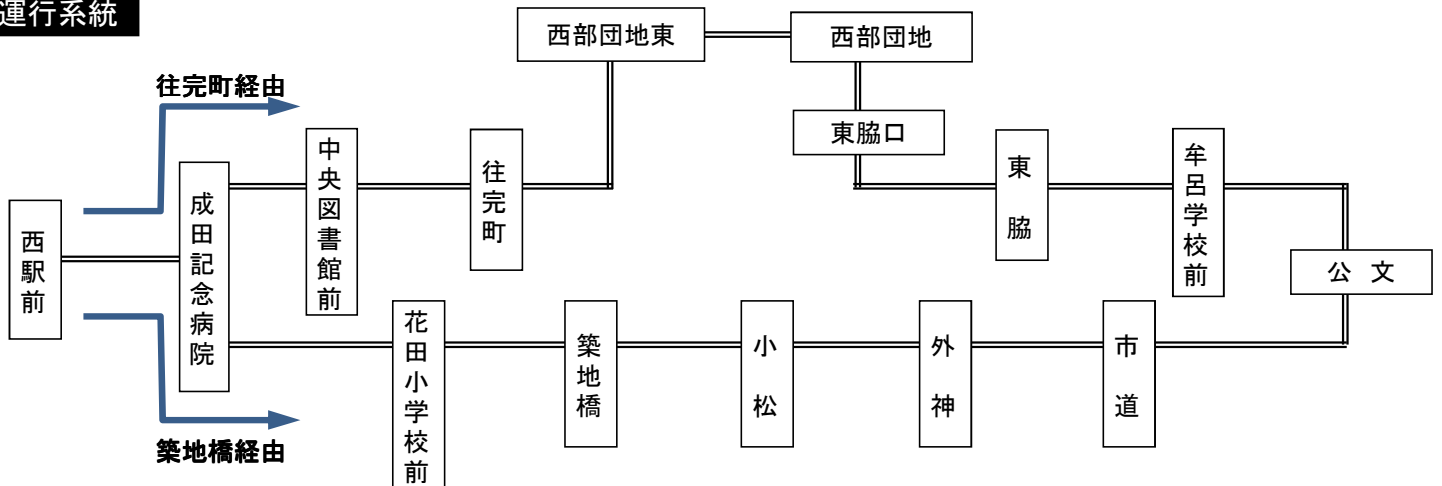 運行系統
西部団地東
西部団地
往完町経由
東脇口
中央図書館前
往完町
東脇
牟呂学校前
成田記念病院
西駅前
公文
花田小学校前
築地橋
小松
外神
市道
築地橋経由